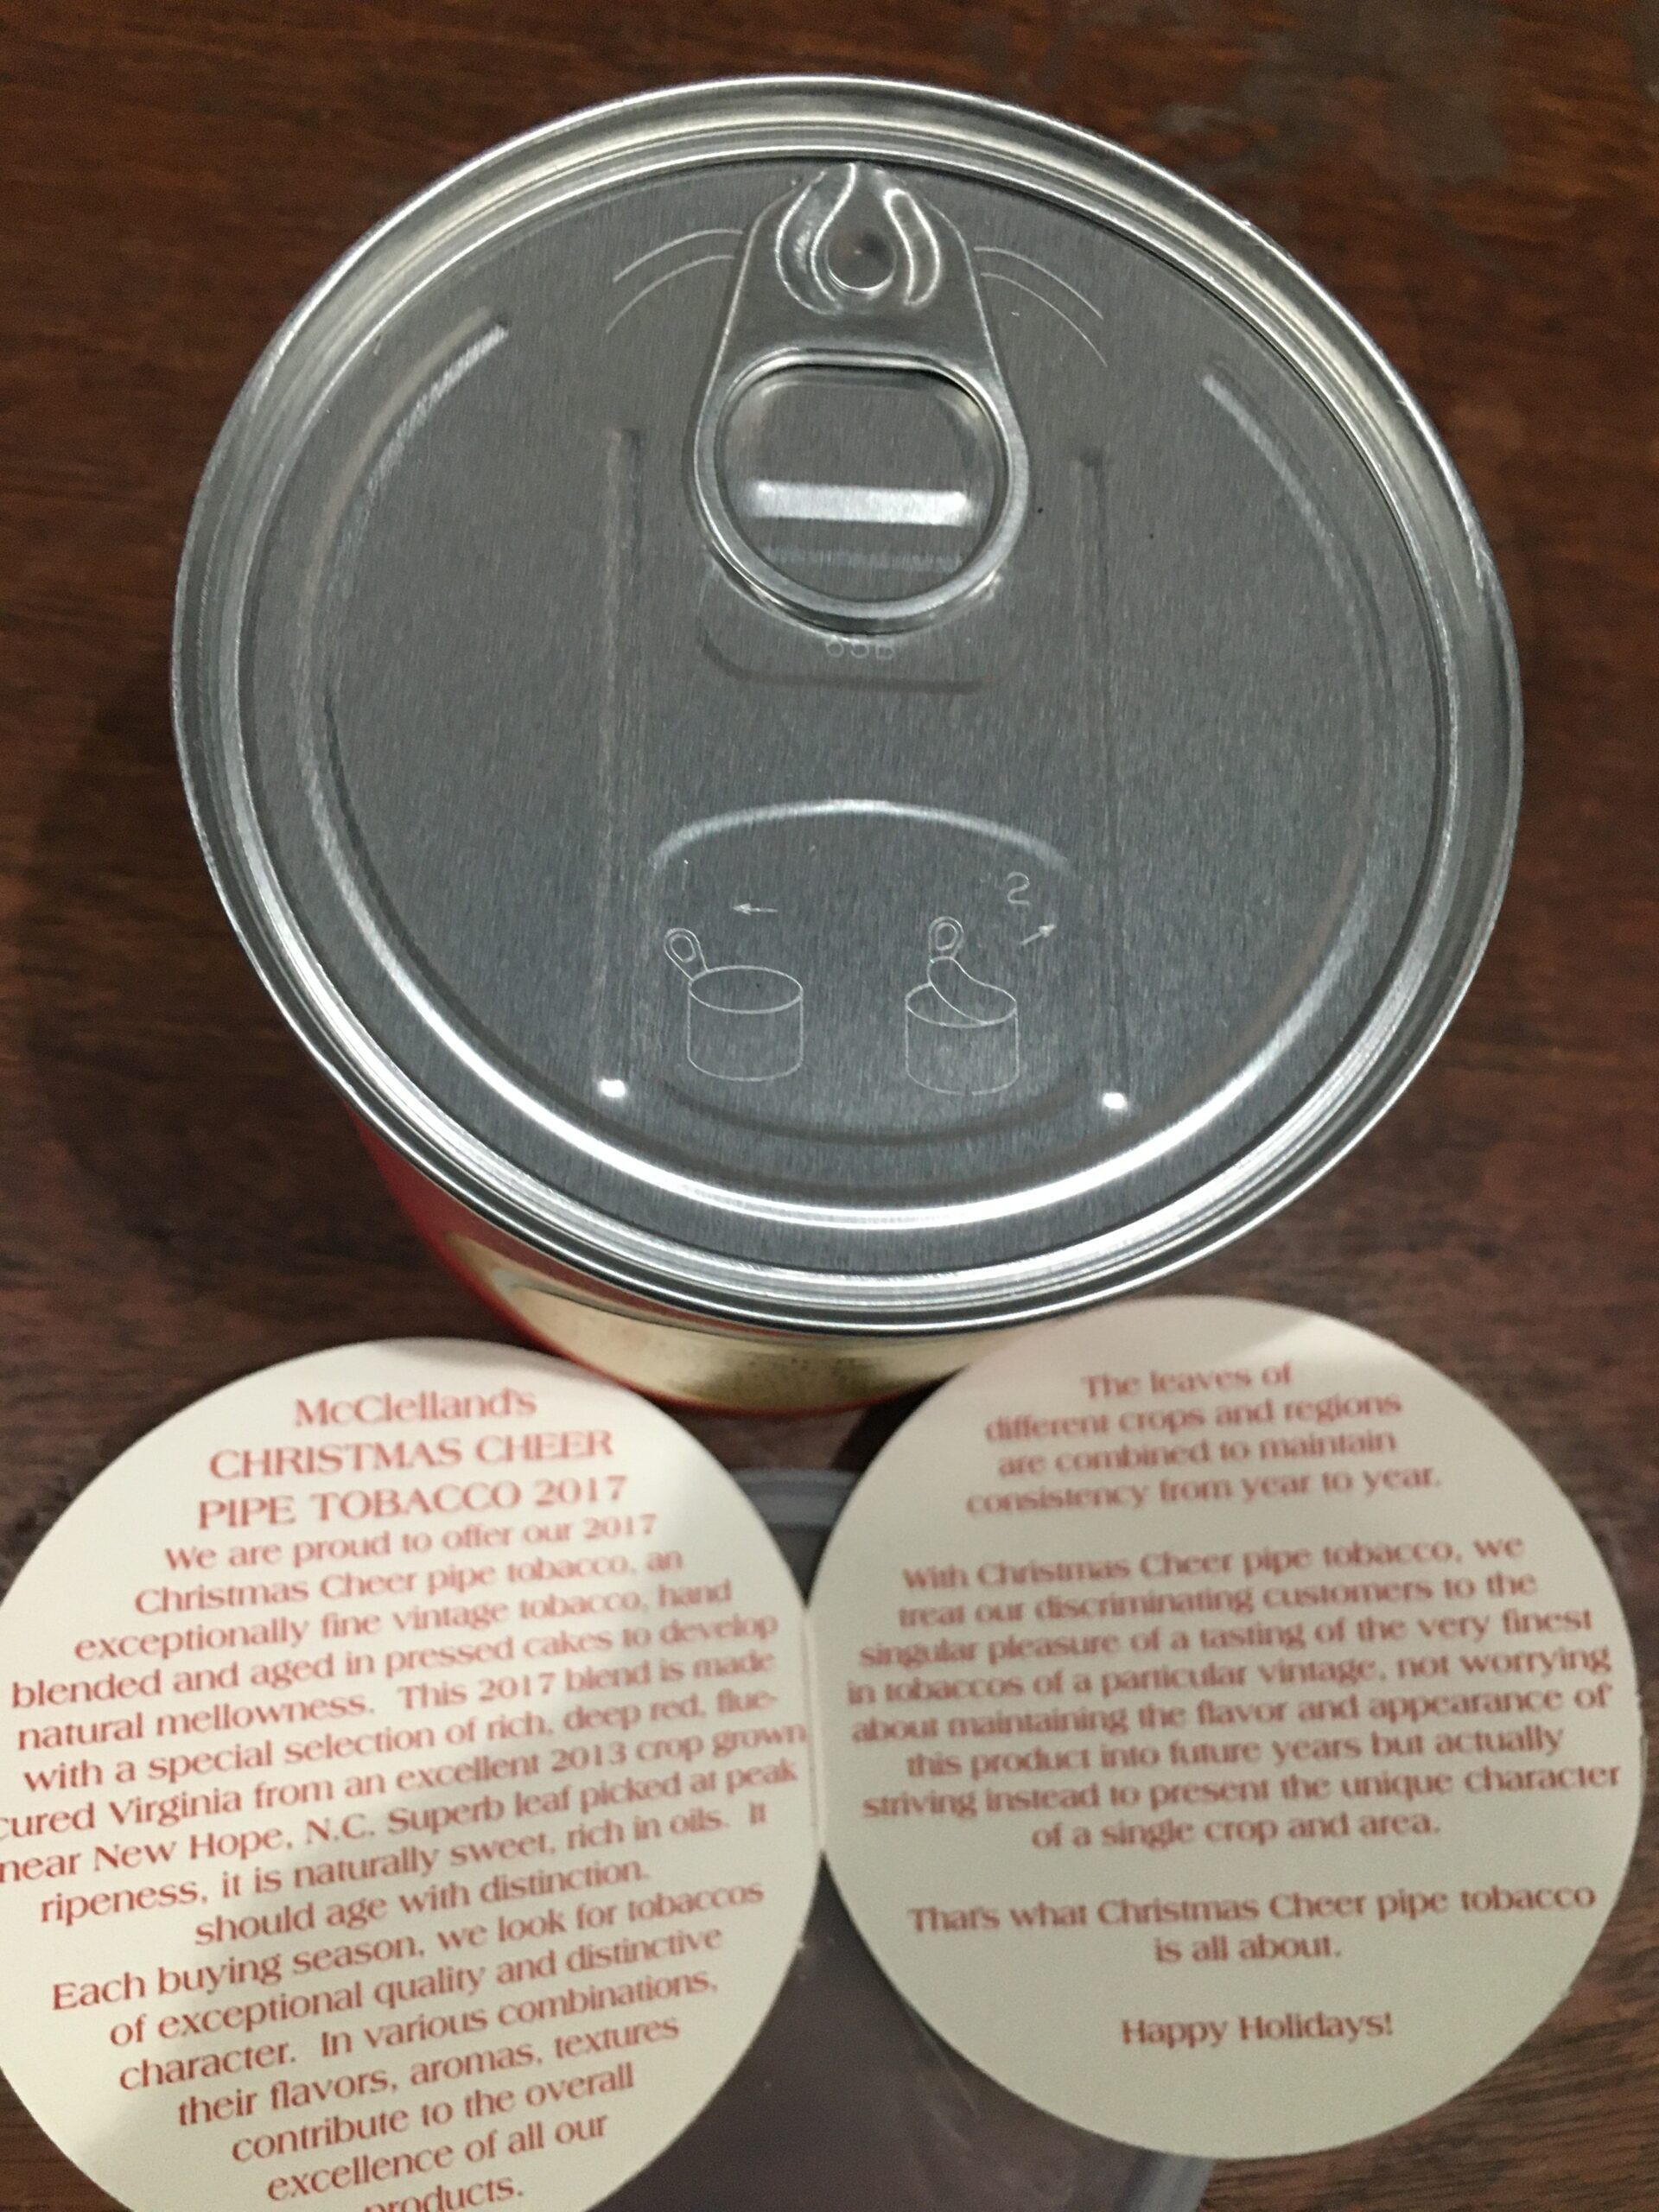 65B
2
McClelland's
CHRISTMAS CHEER
PIPE TOBACCO 2017
We are proud to offer our 2017
Christmas Cheer pipe tobacco, an
exceptionally fine vintage tobacco, hand
blended and aged in pressed cakes to develop
natural mellowness. This 2017 blend is made
with a special selection of rich, deep red, flue-
cured Virginia from an excellent 2013 crop grown
near New Hope, N.C. Superb leaf picked at peak
ripeness, it is naturally sweet, rich in oils. It
should age with distinction.
Each buying season, we look for tobaccos
of exceptional quality and distinctive
character. In various combinations,
their flavors, aromas, textures
contribute to the overall
excellence of all our
products.
The leaves of
different crops and regions
are combined to maintain
consistency from year to year.
With Christmas Cheer pipe tobacco, we
treat our discriminating customers to the
singular pleasure of a tasting of the very finest
in tobaccos of a particular vintage, not worrying
about maintaining the flavor and appearance of
this product into future years but actually
striving instead to present the unique character
of a single crop and area.
That's what Christmas Cheer pipe tobacco
is all about.
Happy Holidays!